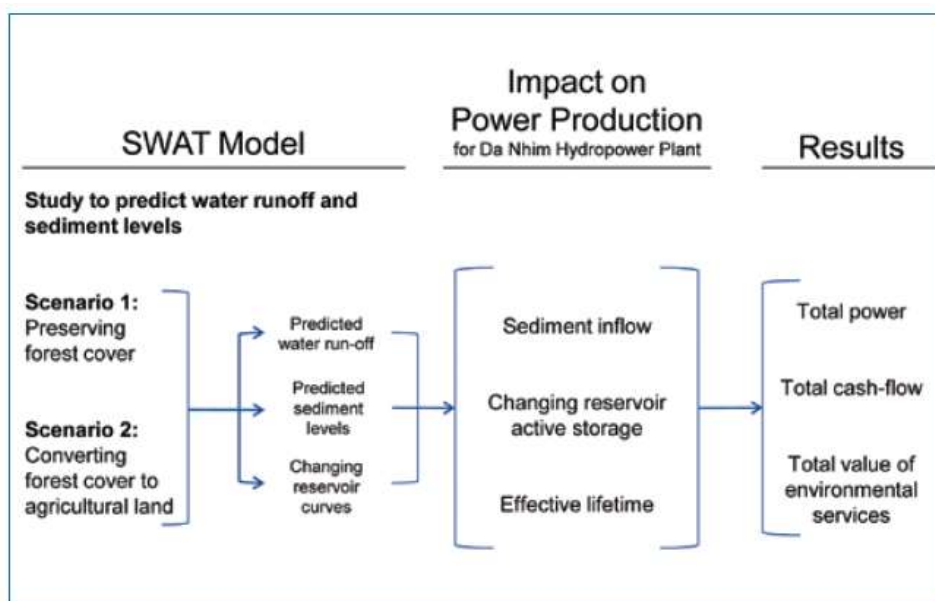 SWAT Model
Impact on
Power Production
for Da Nhim Hydropower Plant
Results
Study to predict water runoff and
sediment levels
Scenario 1:
Preserving
forest cover
Scenario 2:
Converting
forest cover to
agricultural land
Predicted
water run-off
Predicted
sediment
levels
Changing
reservoir
curves
Sediment inflow
Changing reservoir
active storage
Effective lifetime
Total power
Total cash-flow
Total value of
environmental
services